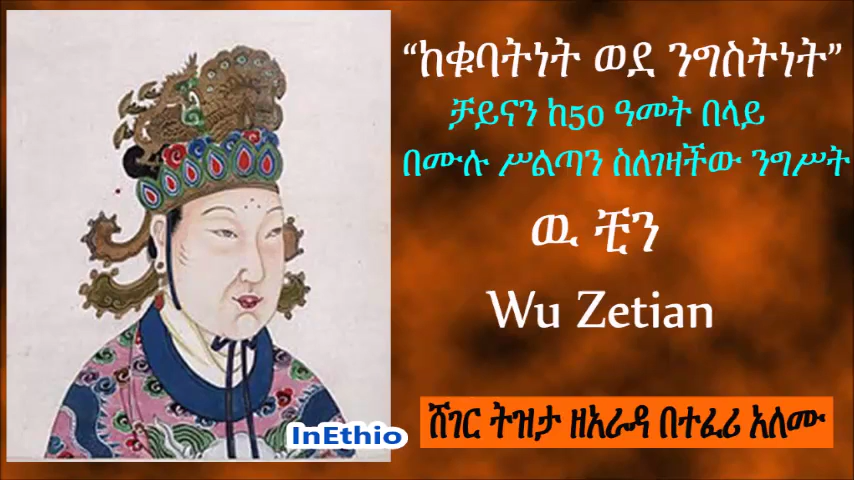 “ከቁባትነት ወደ ንግስትነት”
ቻይናን ከ50 ዓመት በላይ
በሙሉ ሥልጣን ስለገዛችው ንግሥት
ዉ ቺን
Wu Zetian
ሸገር ትዝታ ዘአራዳ በተፈሪ አለሙ
InEthio